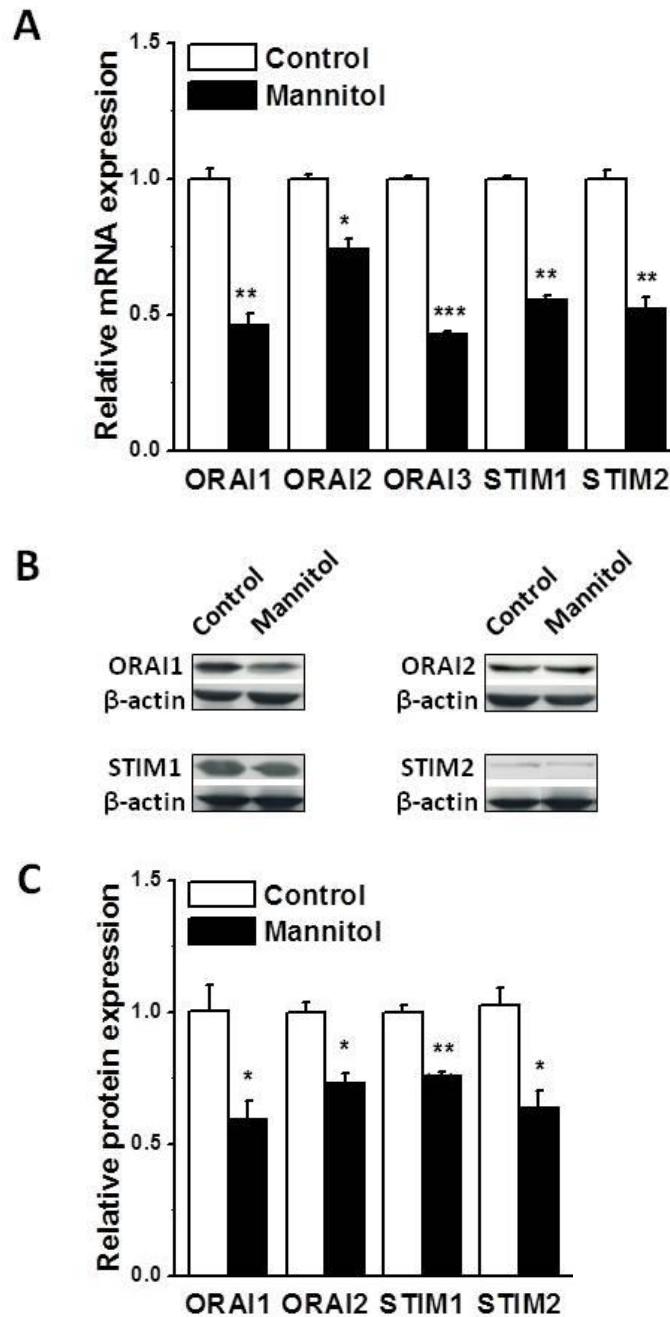 A
Relative mRNA expression
1.5
1.0
0.5
0.0
Control
Mannitol
**
*
***
**
**
ORAI1 ORAI2 ORAI3 STIM1 STIM2
B
Control Mannitol
ORAI1
β-actin
Control Mannitol
ORAI2
β-actin
STIM1
β-actin
STIM2
β-actin
C
Relative protein expression
1.5
1.0
0.5
0.0
Control
Mannitol
*
*
**
*
ORAI1 ORAI2 STIM1 STIM2